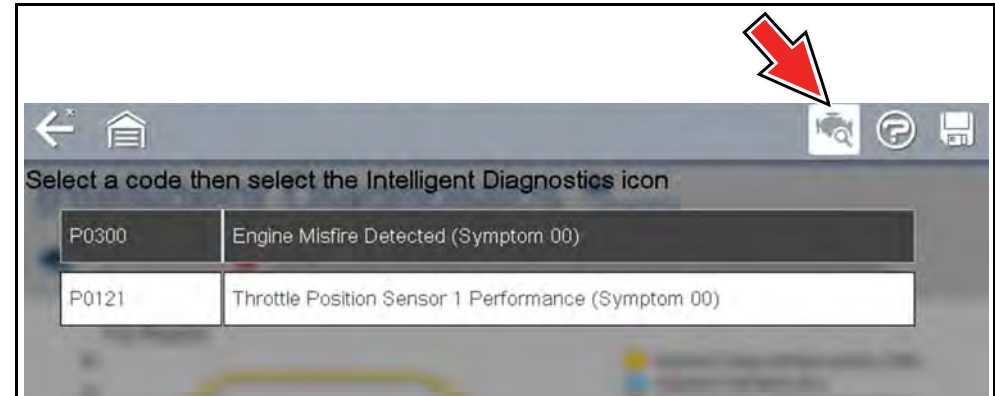 Select a code then select the Intelligent Diagnostics icon
P0300 Engine Misfire Detected (Symptom 00)
P0121 Throttle Position Sensor 1 Performance (Symptom 00)